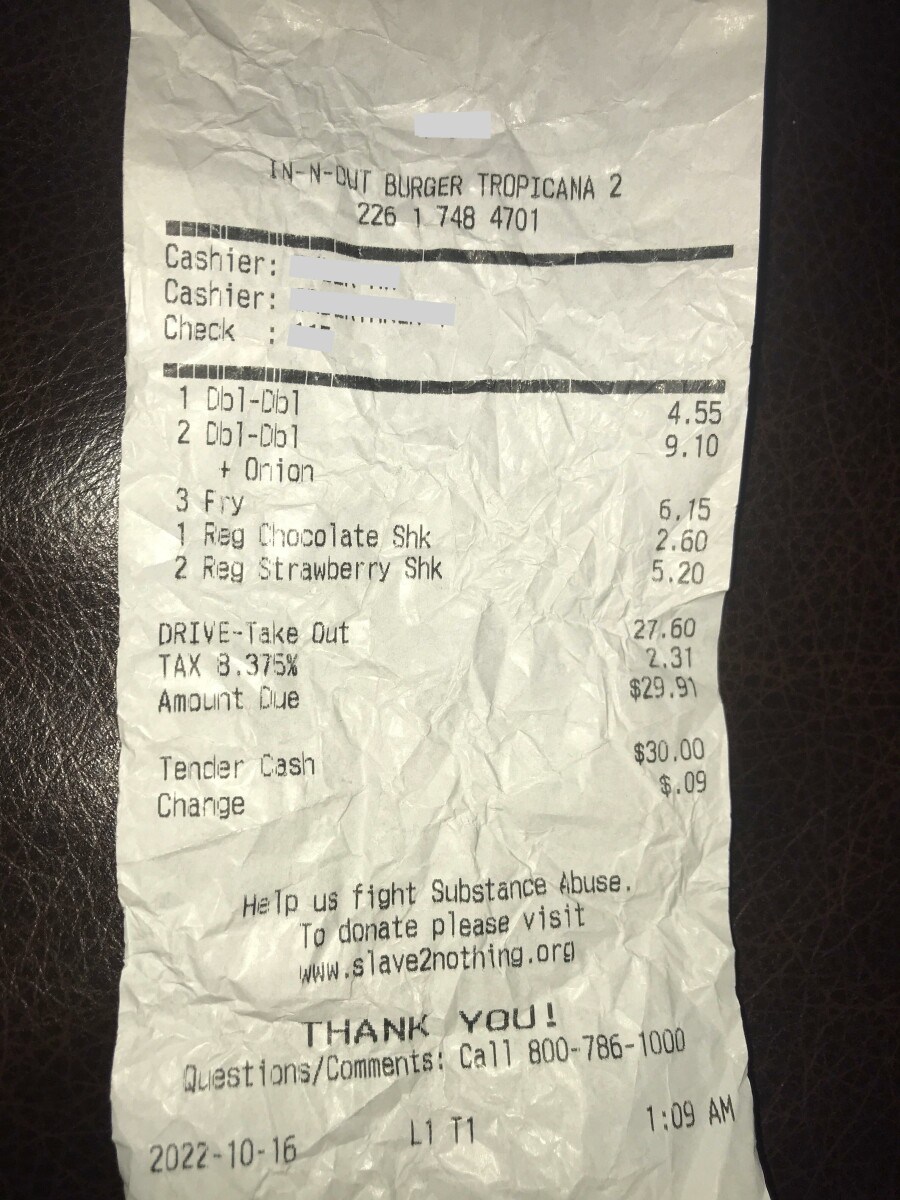 IN-N-OUT BURGER TROPICANA 2
226 1 748 4701
Cashier:
Cashier:
Check :
1 Dbl-Dbl 4.55
2 Dbl-Dbl 9.10
+ Onion
3 Fry 6.15
1 Reg Chocolate Shk 2.60
2 Reg Strawberry Shk 5.20
DRIVE-Take Out 27.60
TAX 8.375% 2.31
Amount Due $29.91
Tender Cash $30.00
Change $.09
Help us fight Substance Abuse.
To donate please visit
www.slave2nothing.org
THANK YOU!
Questions/Comments: Call 800-786-1000
2022-10-16 L1 T1 1:09 AM